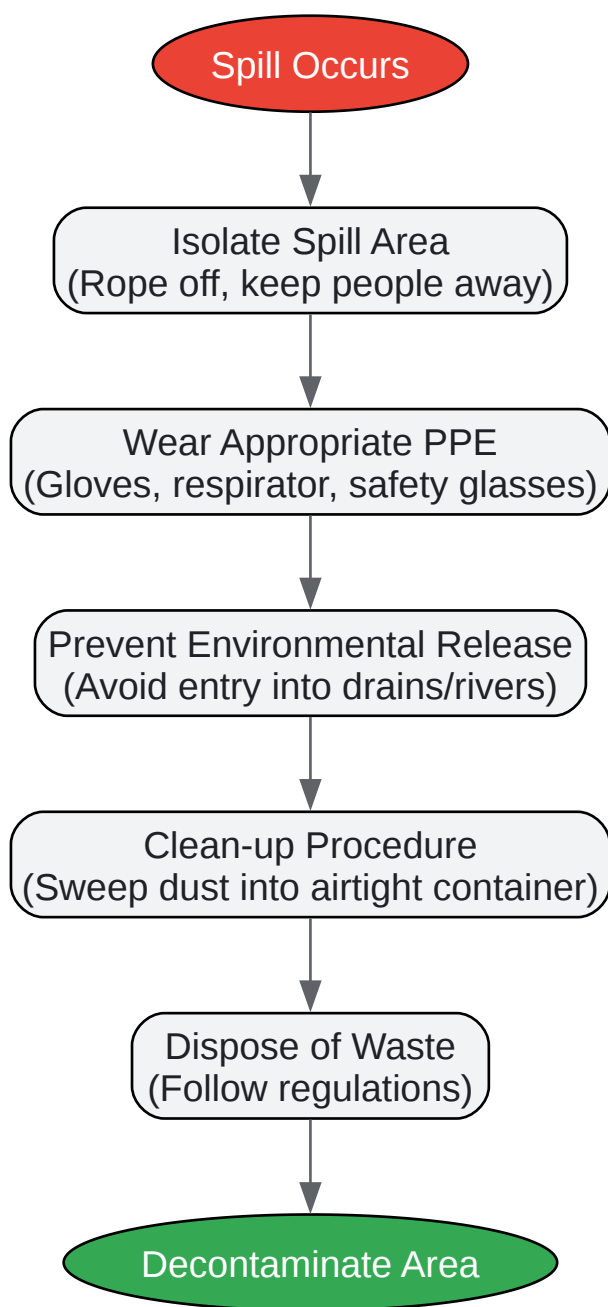 Spill Occurs
Isolate Spill Area
(Rope off, keep people away)
Wear Appropriate PPE
(Gloves, respirator, safety glasses)
Prevent Environmental Release
(Avoid entry into drains/rivers)
Clean-up Procedure
(Sweep dust into airtight container)
Dispose of Waste
(Follow regulations)
Decontaminate Area